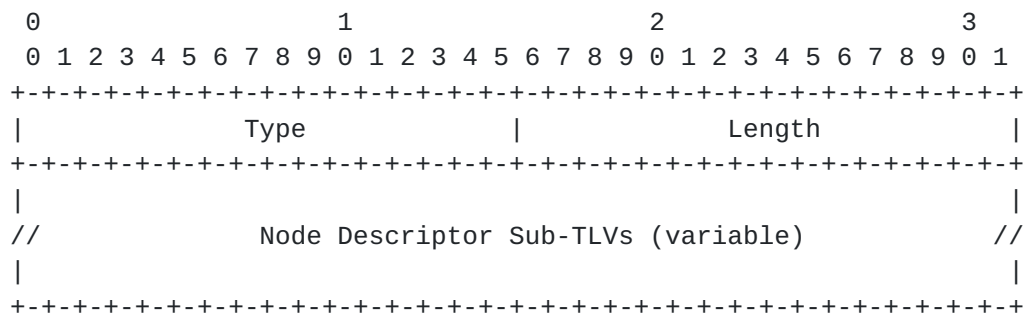 0                   1                   2                   3
 0 1 2 3 4 5 6 7 8 9 0 1 2 3 4 5 6 7 8 9 0 1 2 3 4 5 6 7 8 9 0 1
+-+-+-+-+-+-+-+-+-+-+-+-+-+-+-+-+-+-+-+-+-+-+-+-+-+-+-+-+-+-+-+-+
|              Type             |             Length            |
+-+-+-+-+-+-+-+-+-+-+-+-+-+-+-+-+-+-+-+-+-+-+-+-+-+-+-+-+-+-+-+-+
|                                                               |
//              Node Descriptor Sub-TLVs (variable)            //
|                                                               |
+-+-+-+-+-+-+-+-+-+-+-+-+-+-+-+-+-+-+-+-+-+-+-+-+-+-+-+-+-+-+-+-+